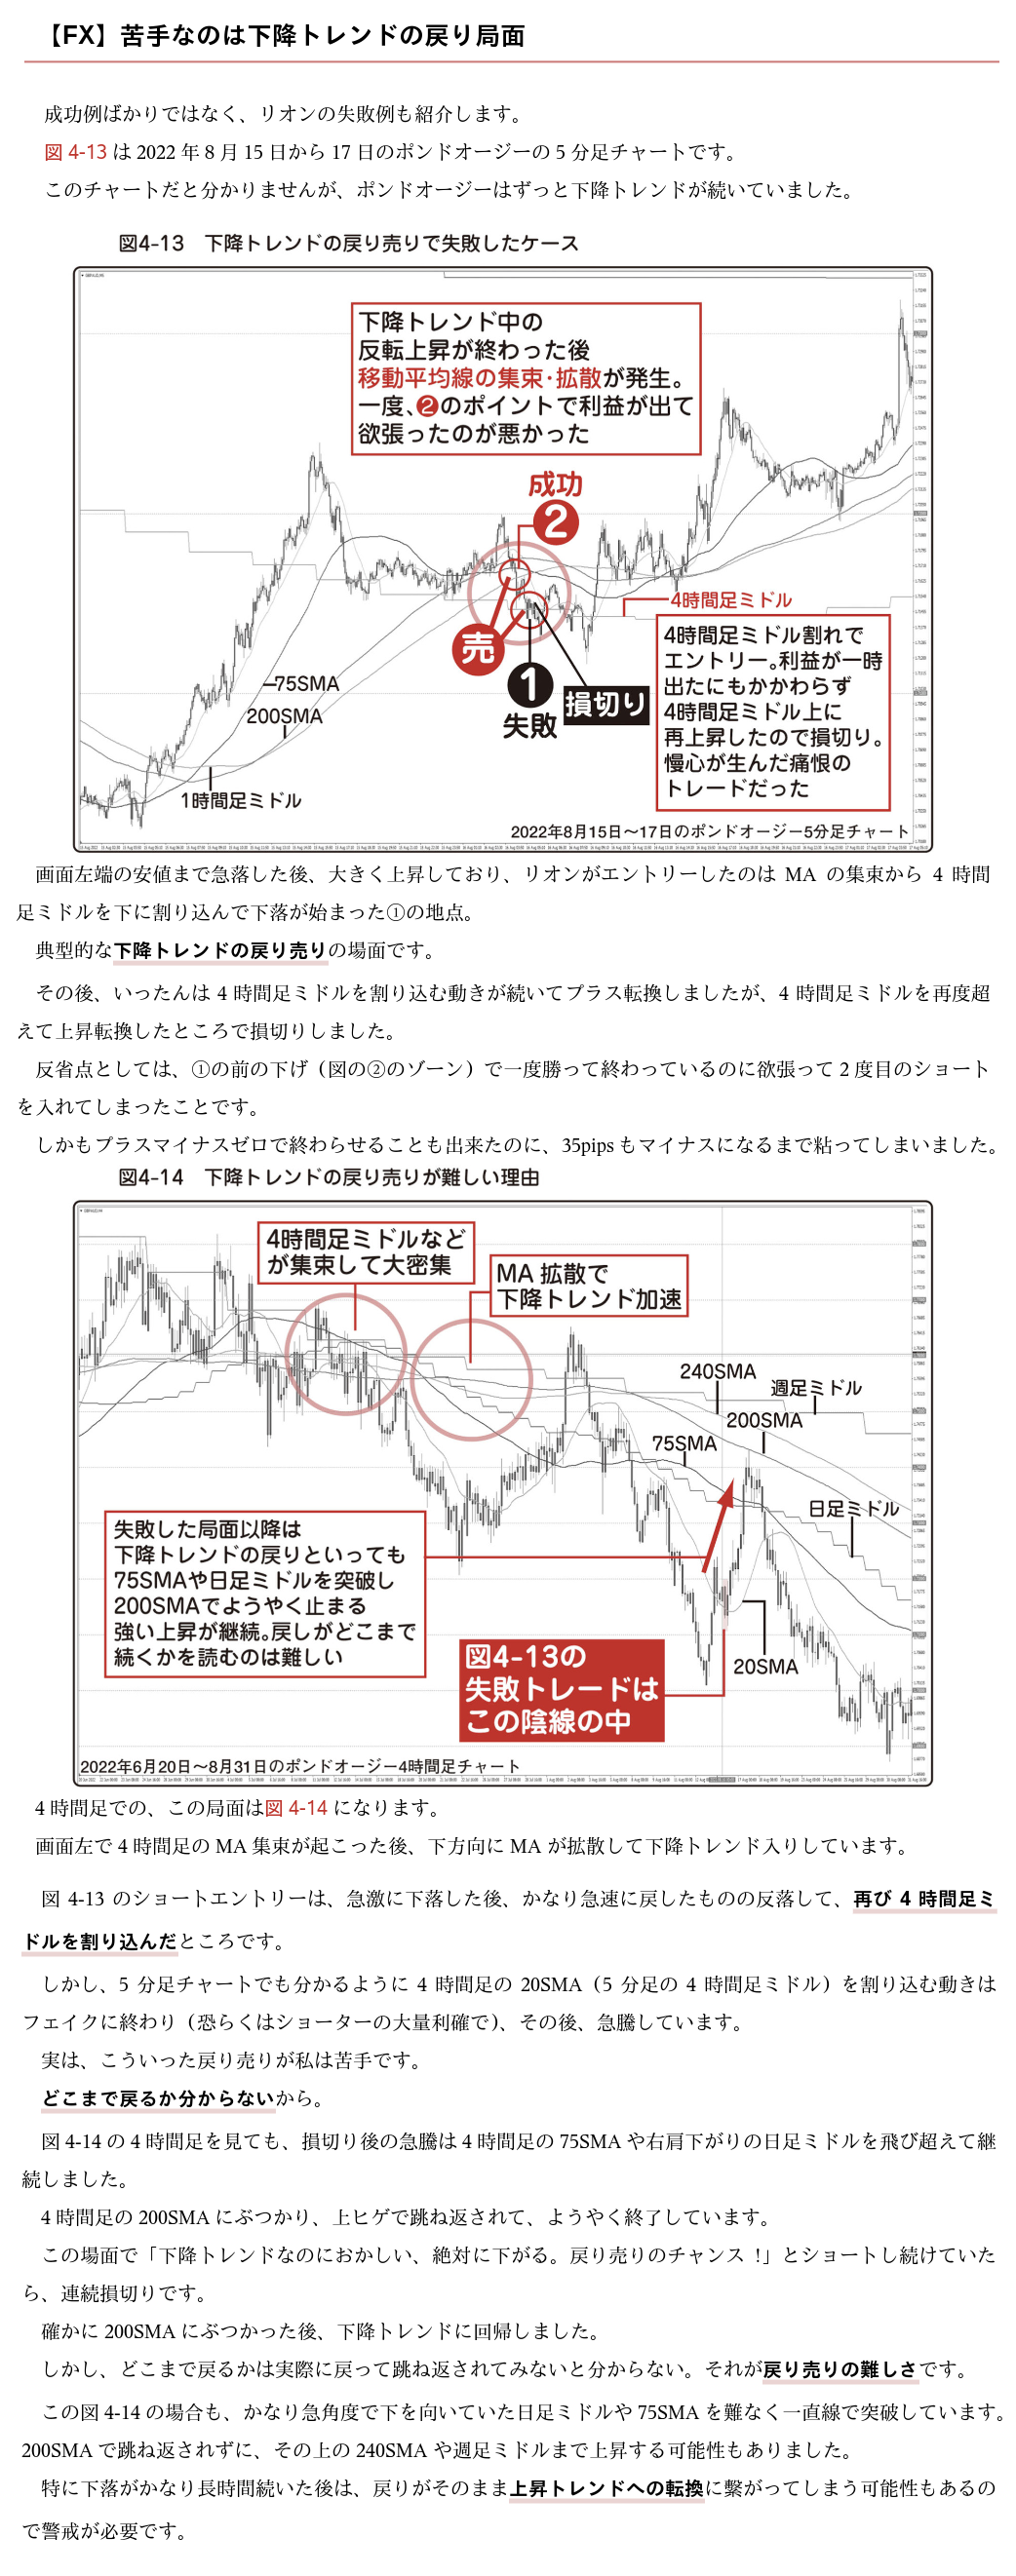 【FX】苦手なのは下降トレンドの戻り局面
成功例ばかりではなく、リオンの失敗例も紹介します。
図 4-13 は 2022 年 8 月 15 日から 17 日のポンドオージーの 5 分足チャートです。
このチャートだと分かりませんが、ポンドオージーはずっと下降トレンドが続いていました。
図4-13　下降トレンドの戻り売りで失敗したケース
下降トレンド中の
反転上昇が終わった後
移動平均線の集束・拡散が発生。
一度、❷のポイントで利益が出て
欲張ったのが悪かった
成功
❷
4時間足ミドル
売
❶
失敗
損切り
4時間足ミドル割れで
エントリー。利益が一時
出たにもかかわらず
4時間足ミドル上に
再上昇したので損切り。
慢心が生んだ痛恨の
トレードだった
75SMA
200SMA
1時間足ミドル
2022年8月15日～17日のポンドオージー5分足チャート
画面左端の安値まで急落した後、大きく上昇しており、リオンがエントリーしたのは MA の集束から 4 時間
足ミドルを下に割り込んで下落が始まった①の地点。
典型的な下降トレンドの戻り売りの場面です。
その後、いったんは 4 時間足ミドルを割り込む動きが続いてプラス転換しましたが、4 時間足ミドルを再度超
えて上昇転換したところで損切りしました。
反省点としては、①の前の下げ（図の②のゾーン）で一度勝って終わっているのに欲張って 2 度目のショート
を入れてしまったことです。
しかもプラスマイナスゼロで終わらせることも出来たのに、35pips もマイナスになるまで粘ってしまいました。
図4-14　下降トレンドの戻り売りが難しい理由
4時間足ミドルなど
が集束して大密集
MA 拡散で
下降トレンド加速
240SMA
週足ミドル
200SMA
75SMA
日足ミドル
失敗した局面以降は
下降トレンドの戻りといっても
75SMAや日足ミドルを突破し
200SMAでようやく止まる
強い上昇が継続。戻しがどこまで
続くかを読むのは難しい
図4-13の
失敗トレードは
この陰線の中
20SMA
2022年6月20日～8月31日のポンドオージー4時間足チャート
4 時間足での、この局面は図 4-14 になります。
画面左で 4 時間足の MA 集束が起こった後、下方向に MA が拡散して下降トレンド入りしています。
図 4-13 のショートエントリーは、急激に下落した後、かなり急速に戻したものの反落して、再び 4 時間足ミ
ドルを割り込んだところです。
しかし、5 分足チャートでも分かるように 4 時間足の 20SMA（5 分足の 4 時間足ミドル）を割り込む動きは
フェイクに終わり（恐らくはショーターの大量利確で）、その後、急騰しています。
実は、こういった戻り売りが私は苦手です。
どこまで戻るか分からないから。
図 4-14 の 4 時間足を見ても、損切り後の急騰は 4 時間足の 75SMA や右肩下がりの日足ミドルを飛び超えて継
続しました。
4 時間足の 200SMA にぶつかり、上ヒゲで跳ね返されて、ようやく終了しています。
この場面で「下降トレンドなのにおかしい、絶対に下がる。戻り売りのチャンス !」とショートし続けていた
ら、連続損切りです。
確かに 200SMA にぶつかった後、下降トレンドに回帰しました。
しかし、どこまで戻るかは実際に戻って跳ね返されてみないと分からない。それが戻り売りの難しさです。
この図 4-14 の場合も、かなり急角度で下を向いていた日足ミドルや 75SMA を難なく一直線で突破しています。
200SMA で跳ね返されずに、その上の 240SMA や週足ミドルまで上昇する可能性もありました。
特に下落がかなり長時間続いた後は、戻りがそのまま上昇トレンドへの転換に繋がってしまう可能性もあるの
で警戒が必要です。